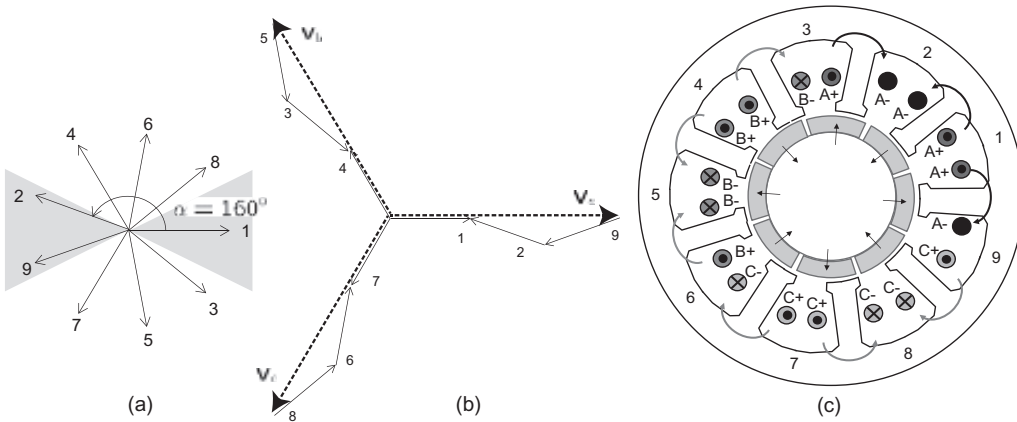 4
6
8
2
α = 160°
1
9
7
5
3
(a)
5
V_b
3
4
V_a
1
2
9
7
6
V_c
8
(b)
3
2
4
B- A+
A-
A-
B+
B+
A+
1
A+
5
B-
B-
A-
B+
C-
C+
9
C+ C+
C- C-
6
7
8
(c)